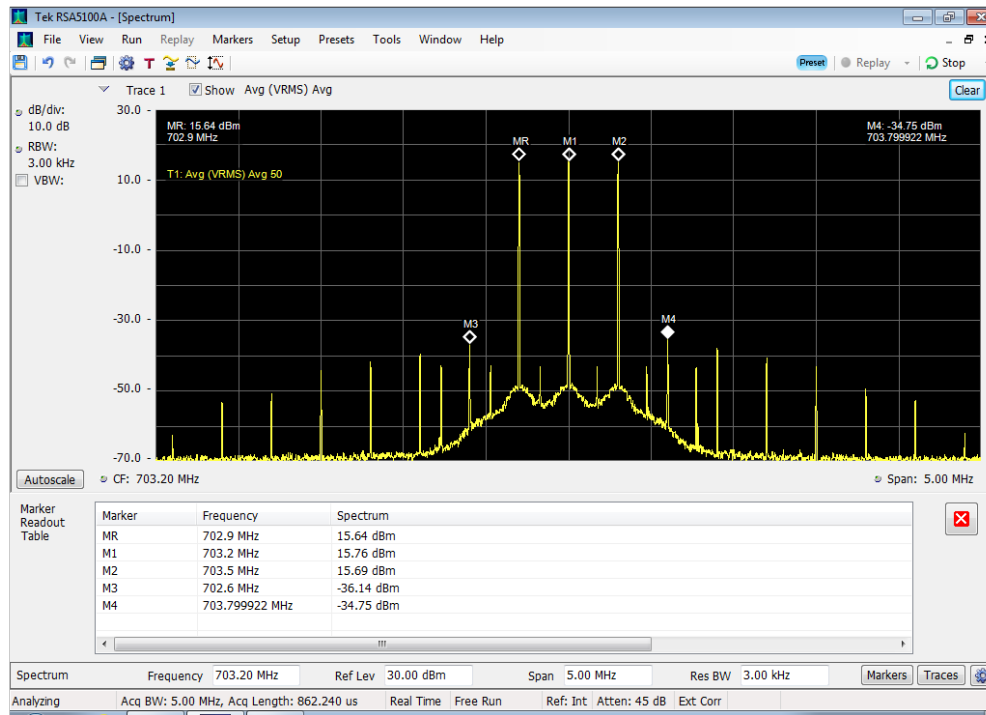 Tek RSA5100A - [Spectrum]
File View Run Replay Markers Setup Presets Tools Window Help
T Preset Replay Stop
Trace 1 Show Avg (VRMS) Avg Clear
dB/div:
10.0 dB
RBW:
3.00 kHz
VBW:
30.0
10.0
-10.0
-30.0
-50.0
-70.0
MR: 15.64 dBm
702.9 MHz
M4: -34.75 dBm
703.799922 MHz
T1: Avg (VRMS) Avg 50
MR M1 M2
M3 M4
Autoscale CF: 703.20 MHz Span: 5.00 MHz
Marker
Readout
Table
Marker Frequency Spectrum
MR 702.9 MHz 15.64 dBm
M1 703.2 MHz 15.76 dBm
M2 703.5 MHz 15.69 dBm
M3 702.6 MHz -36.14 dBm
M4 703.799922 MHz -34.75 dBm
Spectrum Frequency 703.20 MHz Ref Lev 30.00 dBm Span 5.00 MHz Res BW 3.00 kHz Markers Traces
Analyzing Acq BW: 5.00 MHz, Acq Length: 862.240 us Real Time Free Run Ref: Int Atten: 45 dB Ext Corr